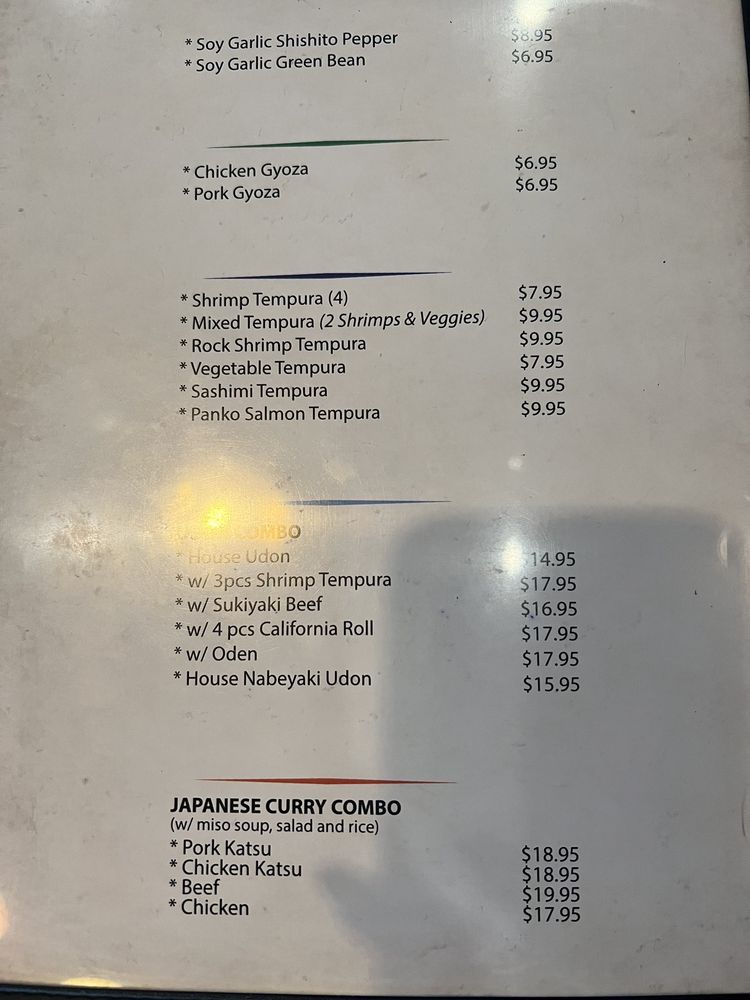 * Soy Garlic Shishito Pepper $8.95
* Soy Garlic Green Bean $6.95
* Chicken Gyoza $6.95
* Pork Gyoza $6.95
* Shrimp Tempura (4) $7.95
* Mixed Tempura (2 Shrimps & Veggies) $9.95
* Rock Shrimp Tempura $9.95
* Vegetable Tempura $7.95
* Sashimi Tempura $9.95
* Panko Salmon Tempura $9.95
COMBO
* House Udon $14.95
* w/ 3pcs Shrimp Tempura $17.95
* w/ Sukiyaki Beef $16.95
* w/ 4 pcs California Roll $17.95
* w/ Oden $17.95
* House Nabeyaki Udon $15.95
JAPANESE CURRY COMBO
(w/ miso soup, salad and rice)
* Pork Katsu $18.95
* Chicken Katsu $18.95
* Beef $19.95
* Chicken $17.95